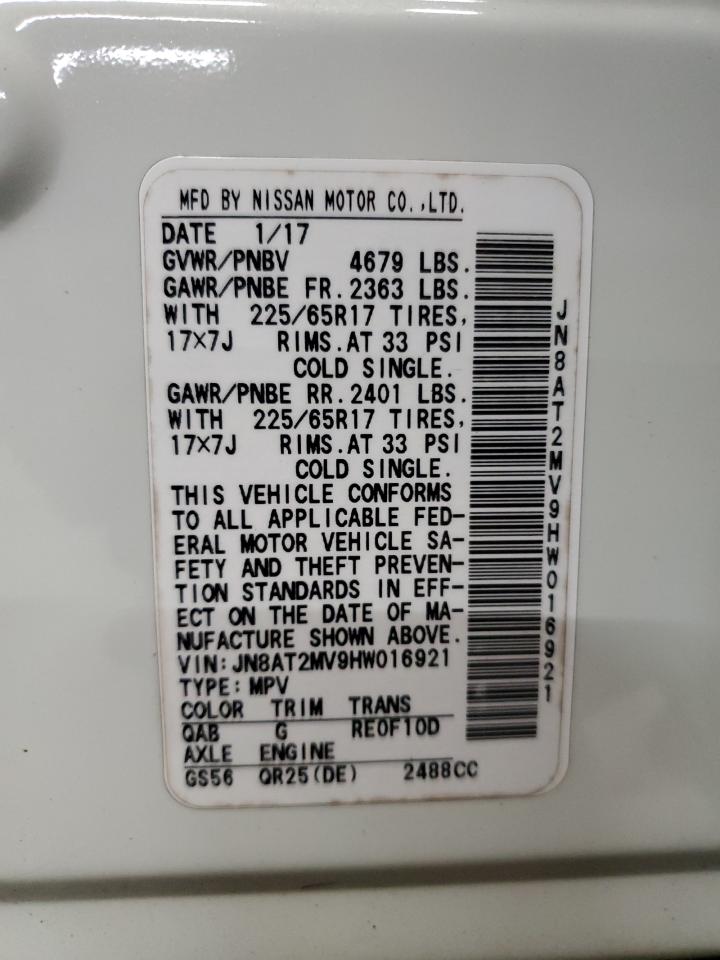 MFD BY NISSAN MOTOR CO.,LTD.
DATE 1/17
GVWR/PNBV 4679 LBS.
GAWR/PNBE FR.2363 LBS.
WITH 225/65R17 TIRES,
17×7J RIMS.AT 33 PSI
COLD SINGLE.
GAWR/PNBE RR.2401 LBS.
WITH 225/65R17 TIRES,
17×7J RIMS.AT 33 PSI
COLD SINGLE.
THIS VEHICLE CONFORMS
TO ALL APPLICABLE FED-
ERAL MOTOR VEHICLE SA-
FETY AND THEFT PREVEN-
TION STANDARDS IN EFF-
ECT ON THE DATE OF MA-
NUFACTURE SHOWN ABOVE.
VIN:JN8AT2MV9HW016921
TYPE:MPV
COLOR TRIM TRANS
QAB G RE0F10D
AXLE ENGINE
GS56 QR25(DE) 2488CC
JN8AT2MV9HW016921